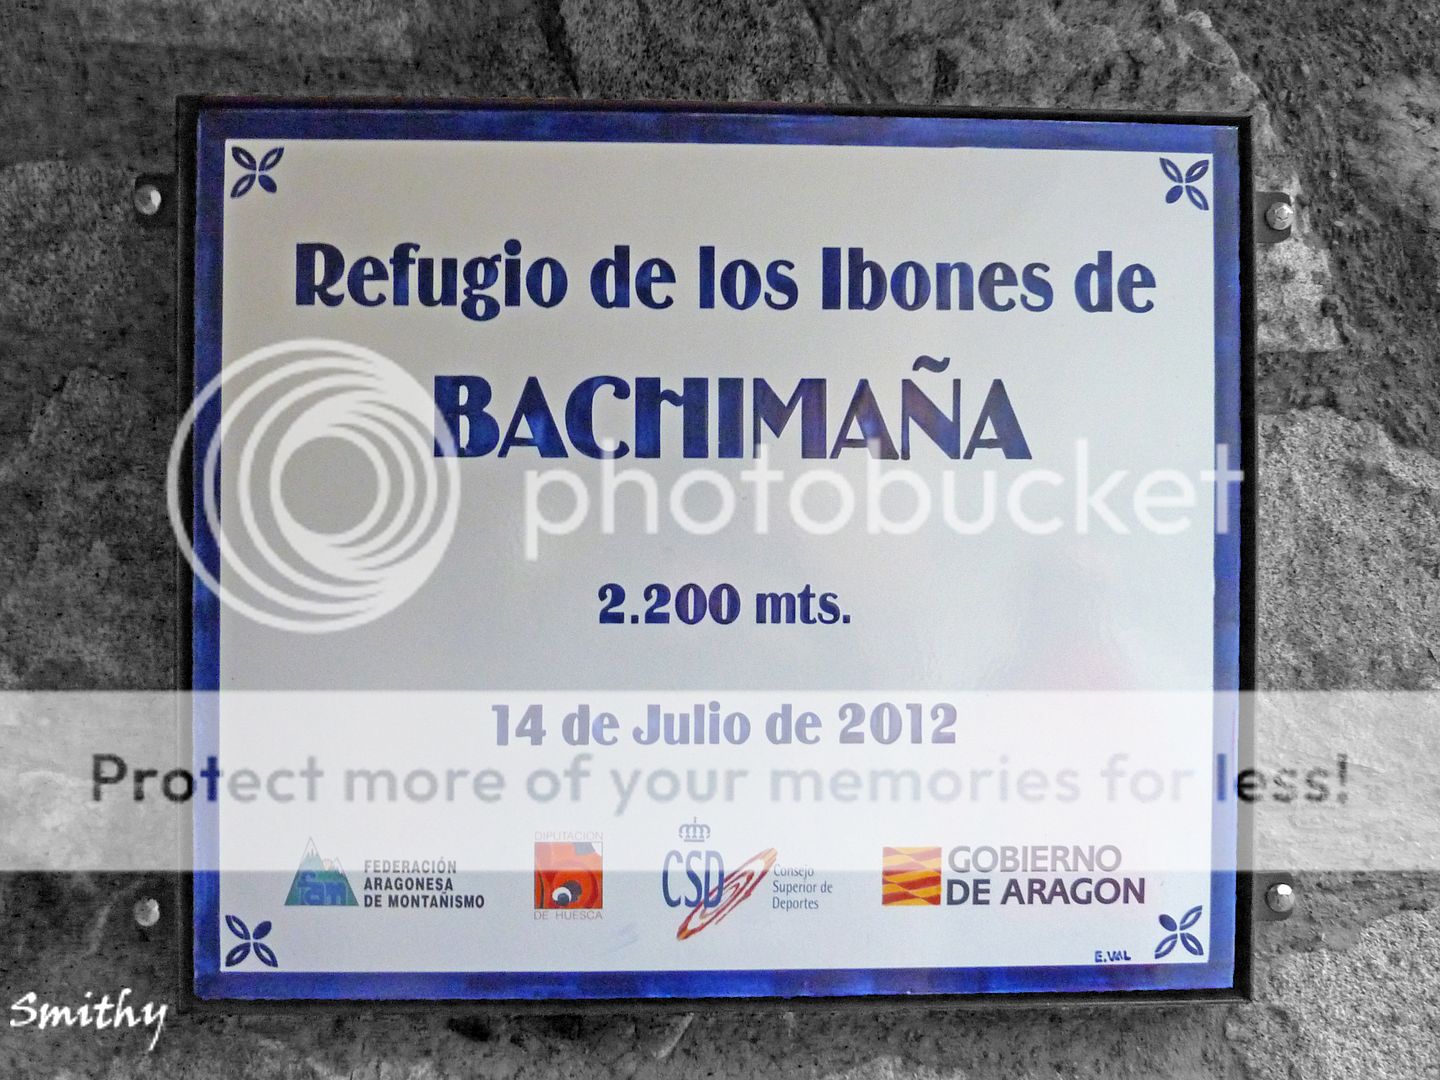 Refugio de los Ibones de
BACHIMAÑA
photobucket
2.200 mts.
14 de Julio de 2012
Protect more of your memories for less!
FEDERACIÓN
ARAGONESA
DE MONTAÑISMO
fam
DIPUTACION
DE HUESCA
CSD
Consejo
Superior de
Deportes
GOBIERNO
DE ARAGON
E.VAL
Smithy